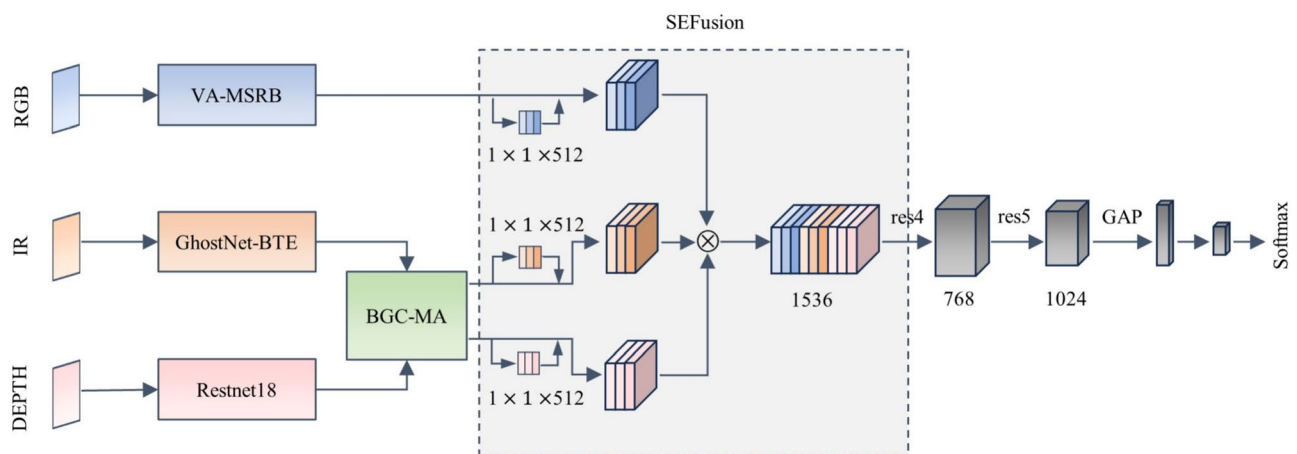 SEFusion
RGB
VA-MSRB
1 × 1 ×512
IR
GhostNet-BTE
1 × 1 ×512
BGC-MA
DEPTH
Restnet18
1 × 1 ×512
1536
res4
768
res5
1024
GAP
Softmax